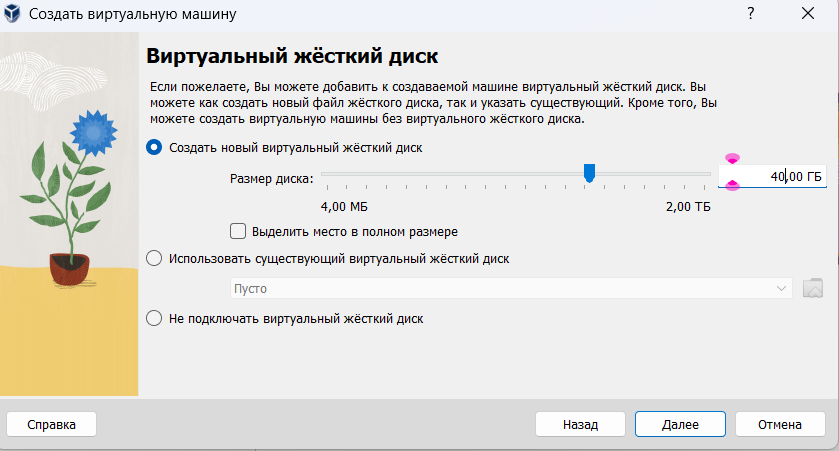 Создать виртуальную машину
?
Виртуальный жёсткий диск
Если пожелаете, Вы можете добавить к создаваемой машине виртуальный жёсткий диск. Вы
можете как создать новый файл жёсткого диска, так и указать существующий. Кроме того, Вы
можете создать виртуальную машины без виртуального жёсткого диска.
Создать новый виртуальный жёсткий диск
Размер диска:
40,00 ГБ
4,00 МБ
2,00 ТБ
Выделить место в полном размере
Использовать существующий виртуальный жёсткий диск
Пусто
Не подключать виртуальный жёсткий диск
Справка
Назад
Далее
Отмена